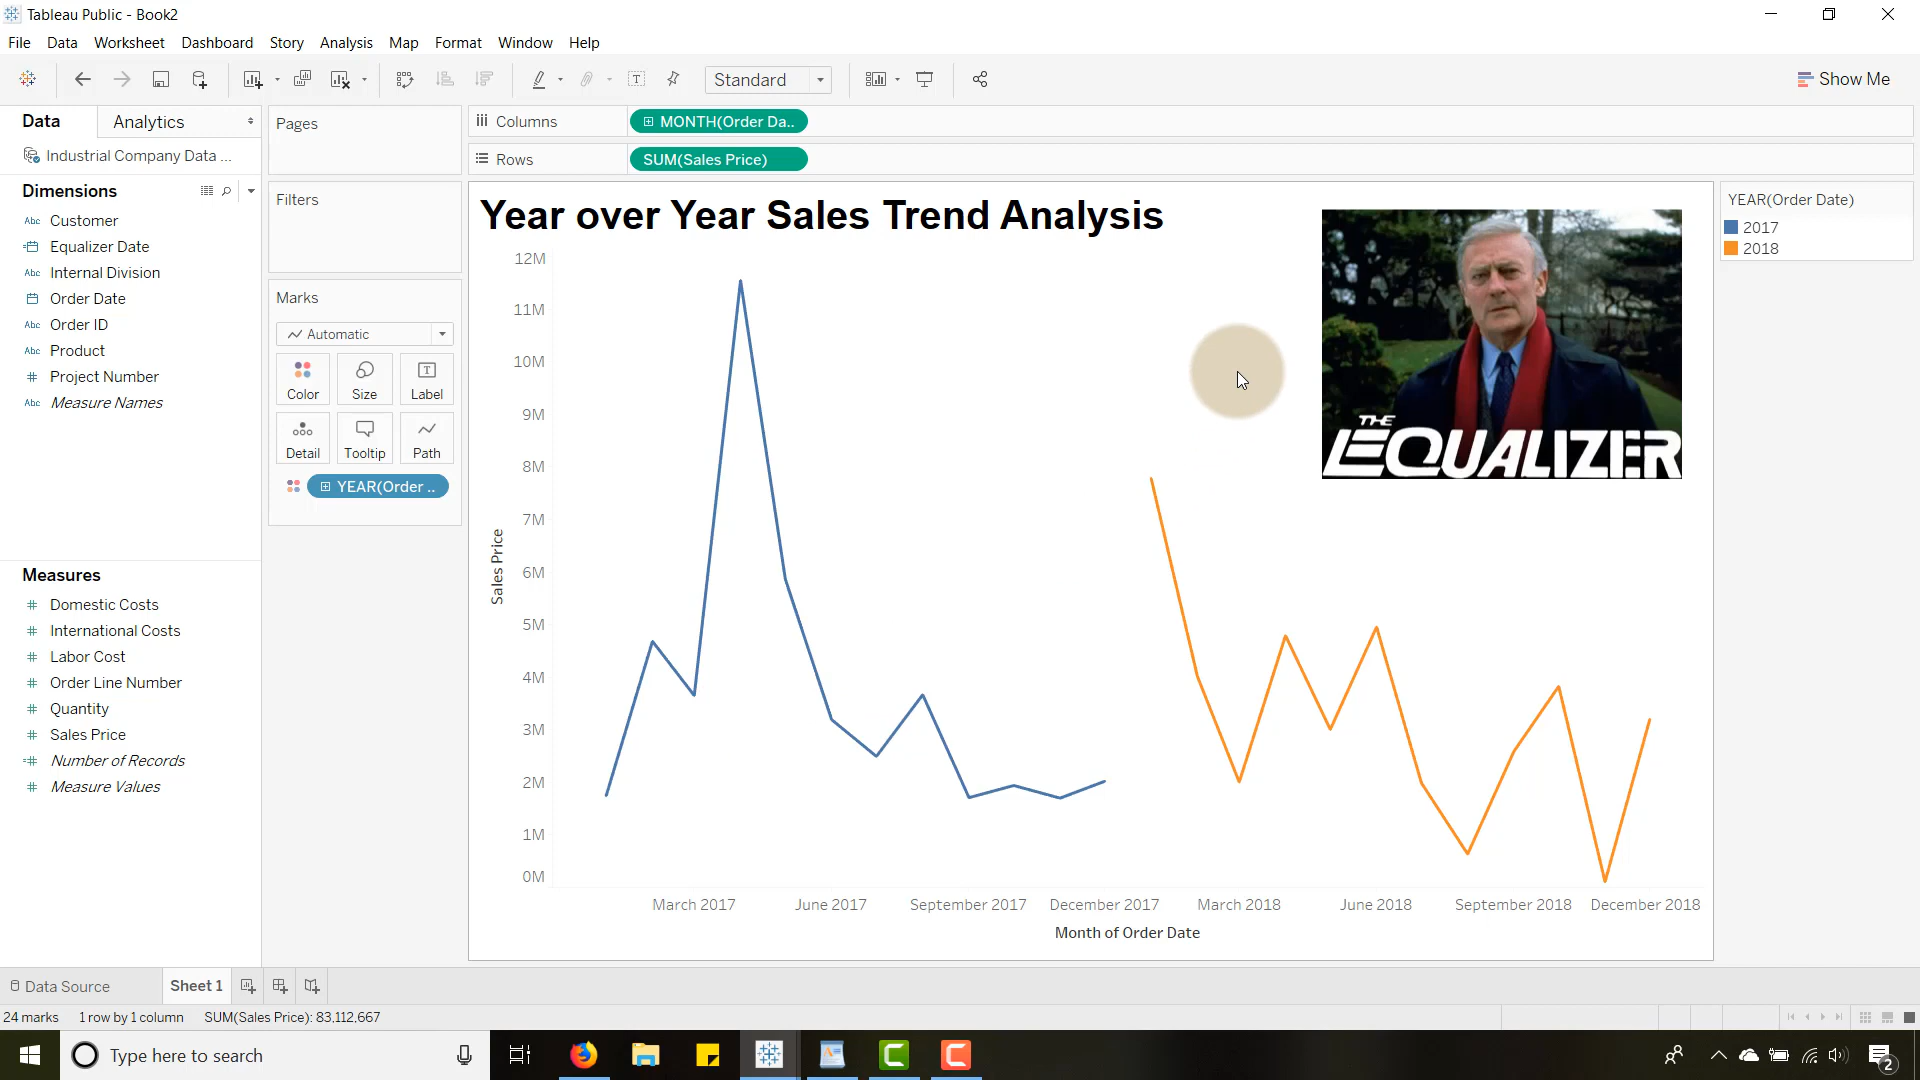 Tableau Public - Book2
File Data Worksheet Dashboard Story Analysis Map Format Window Help
Standard
Show Me
Data
Analytics
Industrial Company Data ...
Dimensions
Abc Customer
Equalizer Date
Abc Internal Division
Order Date
Abc Order ID
Abc Product
# Project Number
Abc Measure Names
Measures
# Domestic Costs
# International Costs
# Labor Cost
# Order Line Number
# Quantity
# Sales Price
=# Number of Records
# Measure Values
Pages
Filters
Marks
Automatic
Color
Size
Label
Detail
Tooltip
Path
YEAR(Order ..
Columns
MONTH(Order Da..
Rows
SUM(Sales Price)
Year over Year Sales Trend Analysis
THE
EQUALIZER
12M
11M
10M
9M
8M
7M
6M
5M
4M
3M
2M
1M
0M
Sales Price
March 2017
June 2017
September 2017
December 2017
March 2018
June 2018
September 2018
December 2018
Month of Order Date
YEAR(Order Date)
2017
2018
Data Source
Sheet 1
24 marks
1 row by 1 column
SUM(Sales Price): 83,112,667
Type here to search
2